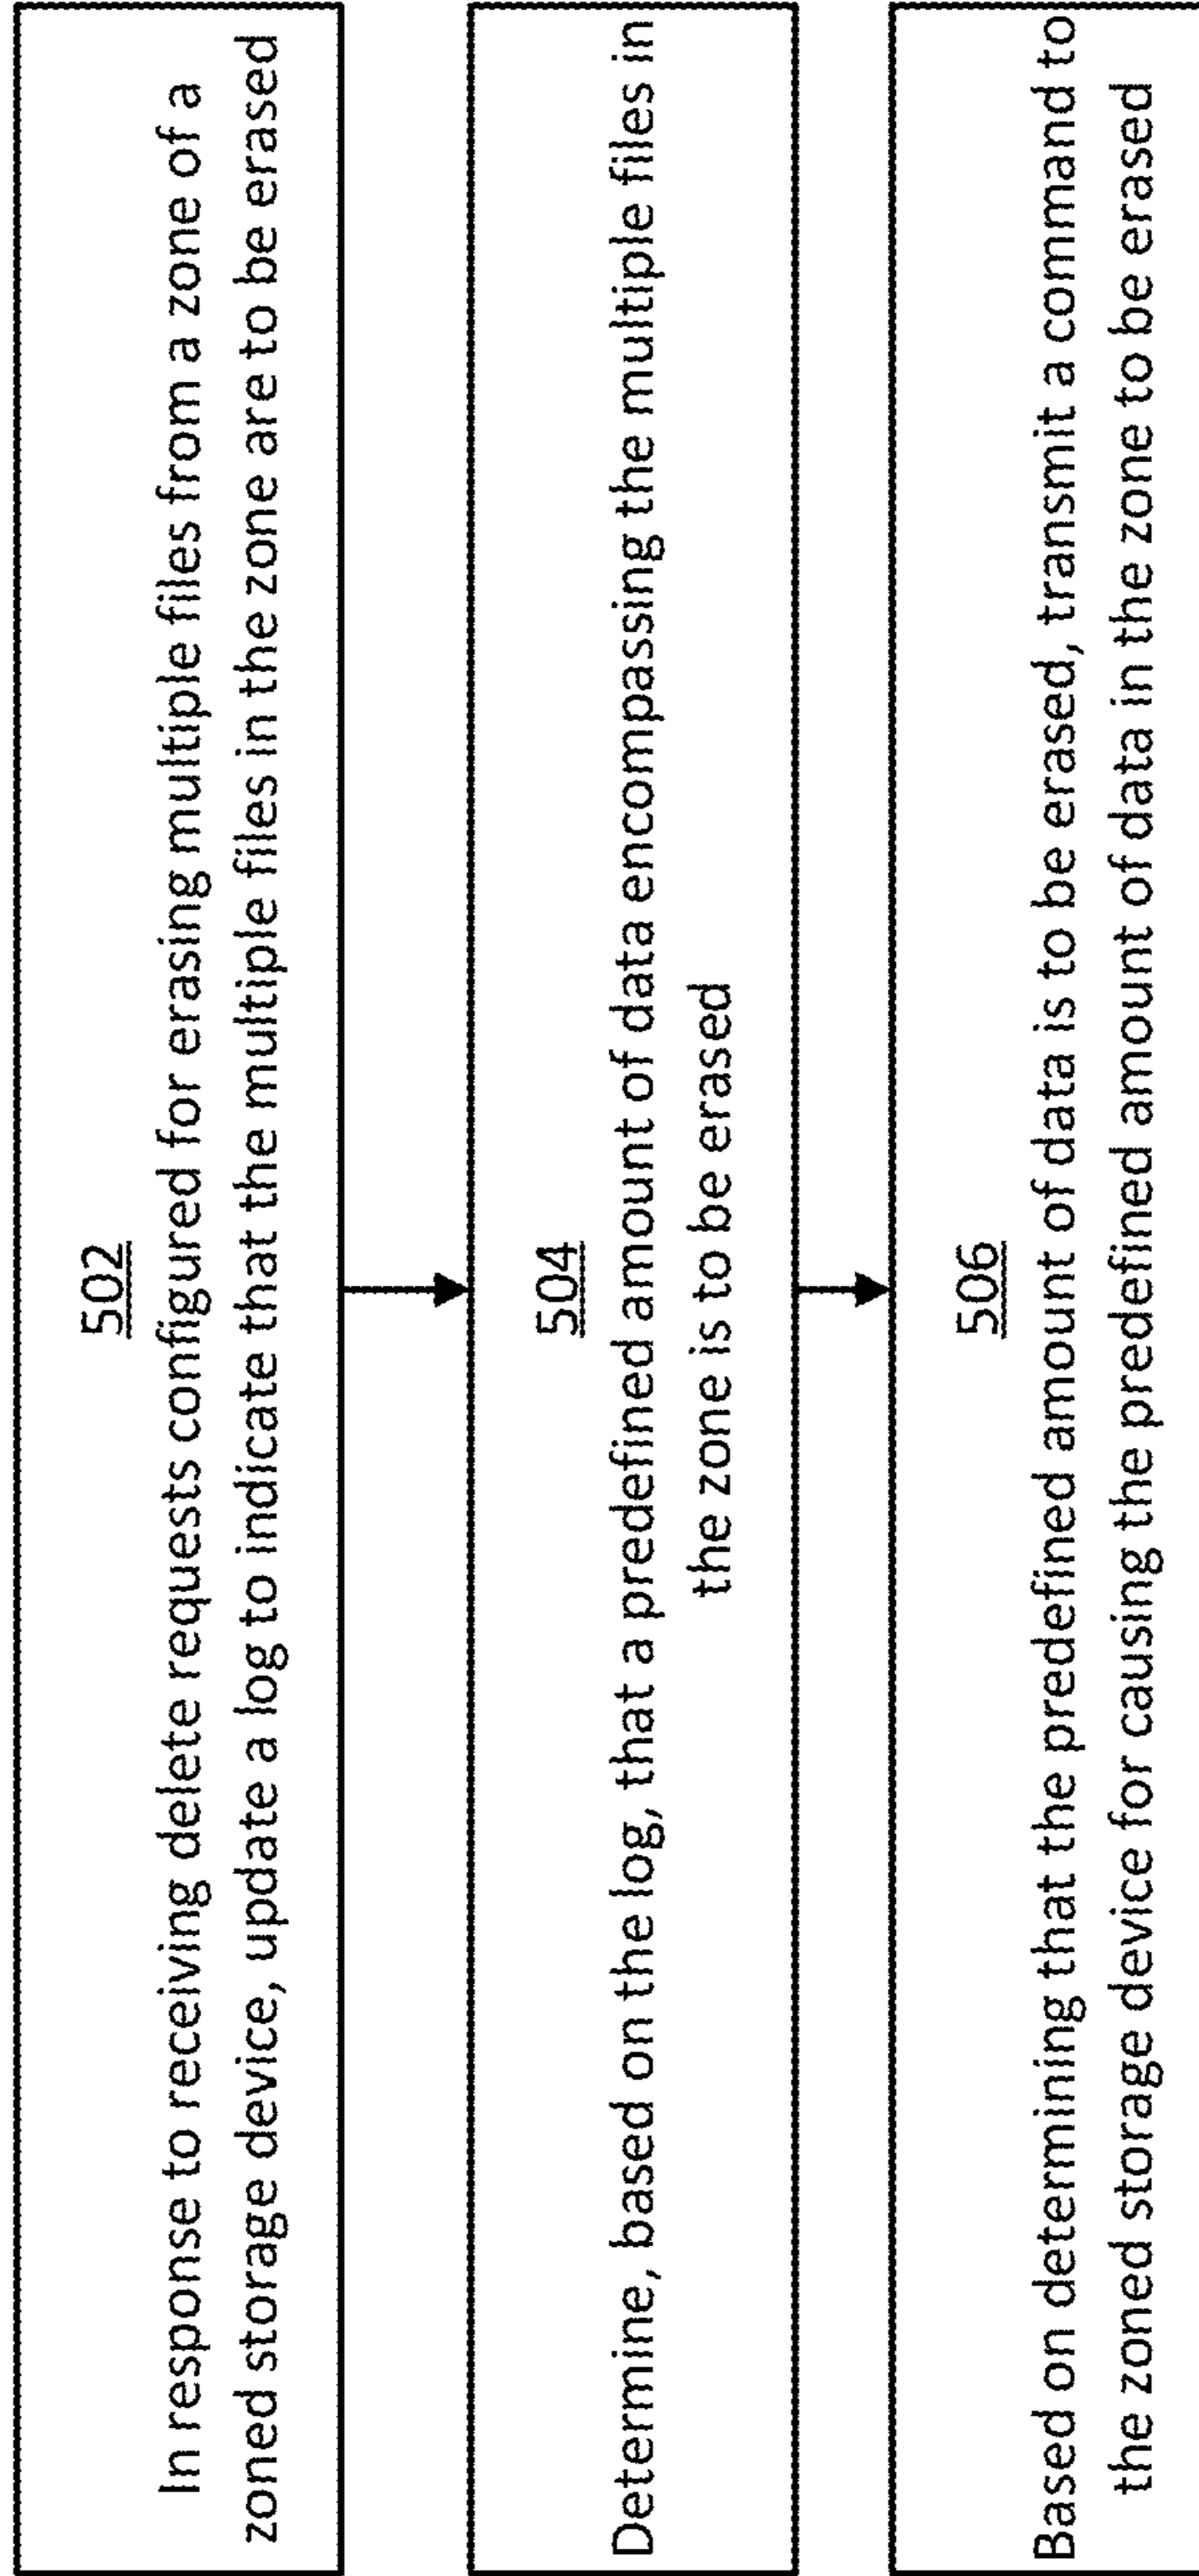 502
In response to receiving delete requests configured for erasing multiple files from a zone of a
zoned storage device, update a log to indicate that the multiple files in the zone are to be erased
504
Determine, based on the log, that a predefined amount of data encompassing the multiple files in
the zone is to be erased
506
Based on determining that the predefined amount of data is to be erased, transmit a command to
the zoned storage device for causing the predefined amount of data in the zone to be erased